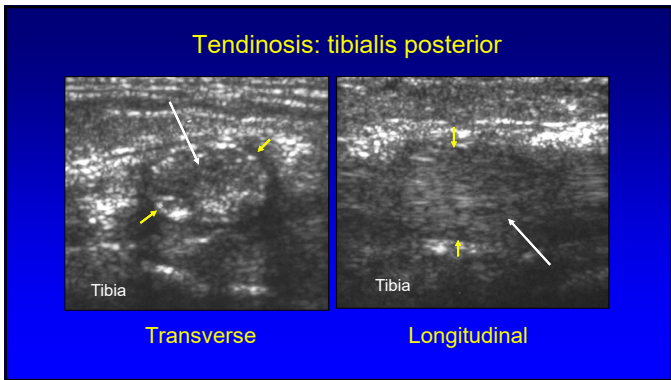 Tendinosis: tibialis posterior
Tibia
Tibia
Transverse
Longitudinal